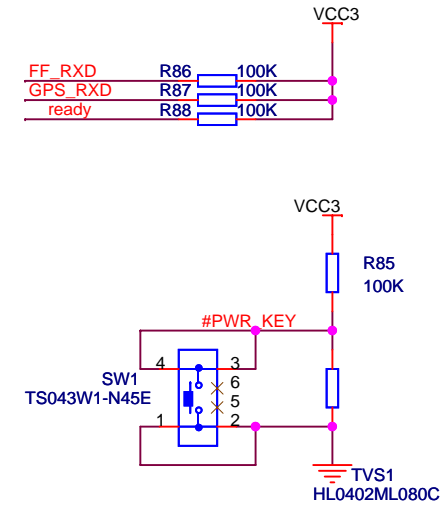 VCC3
FF_RXD R86 100K
GPS_RXD R87 100K
ready R88 100K
VCC3
R85
100K
#PWR_KEY
4 3
SW1 6
TS043W1-N45E 5
1 2
TVS1
HL0402ML080C